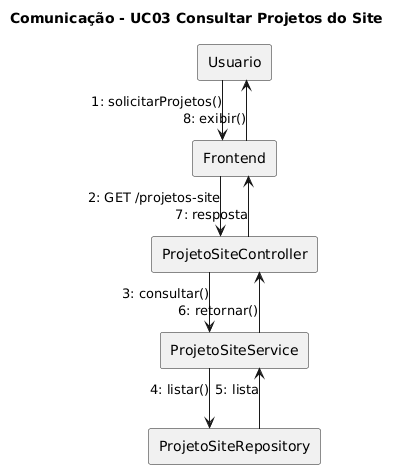 Comunicação - UC03 Consultar Projetos do Site
Usuario
1: solicitarProjetos()
8: exibir()
Frontend
2: GET /projetos-site
7: resposta
ProjetoSiteController
3: consultar()
6: retornar()
ProjetoSiteService
4: listar()
5: lista
ProjetoSiteRepository